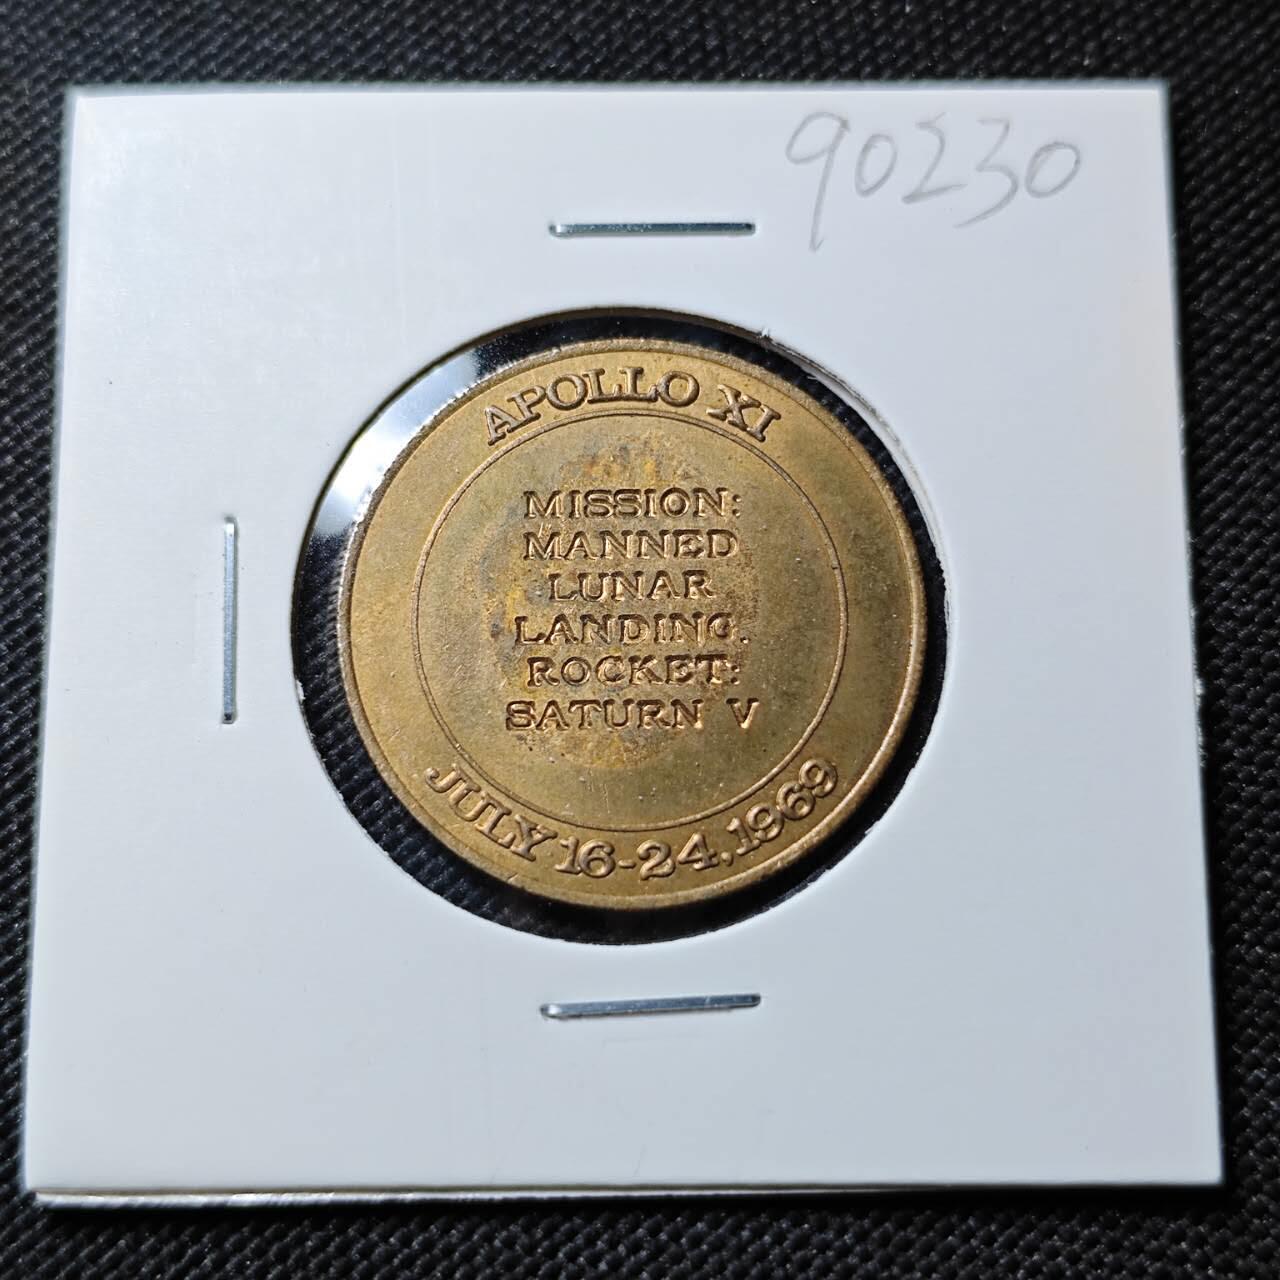 90230
APOLLO XI
MISSION:
MANNED
LUNAR
LANDING.
ROCKET:
SATURN V
JULY 16-24, 1969